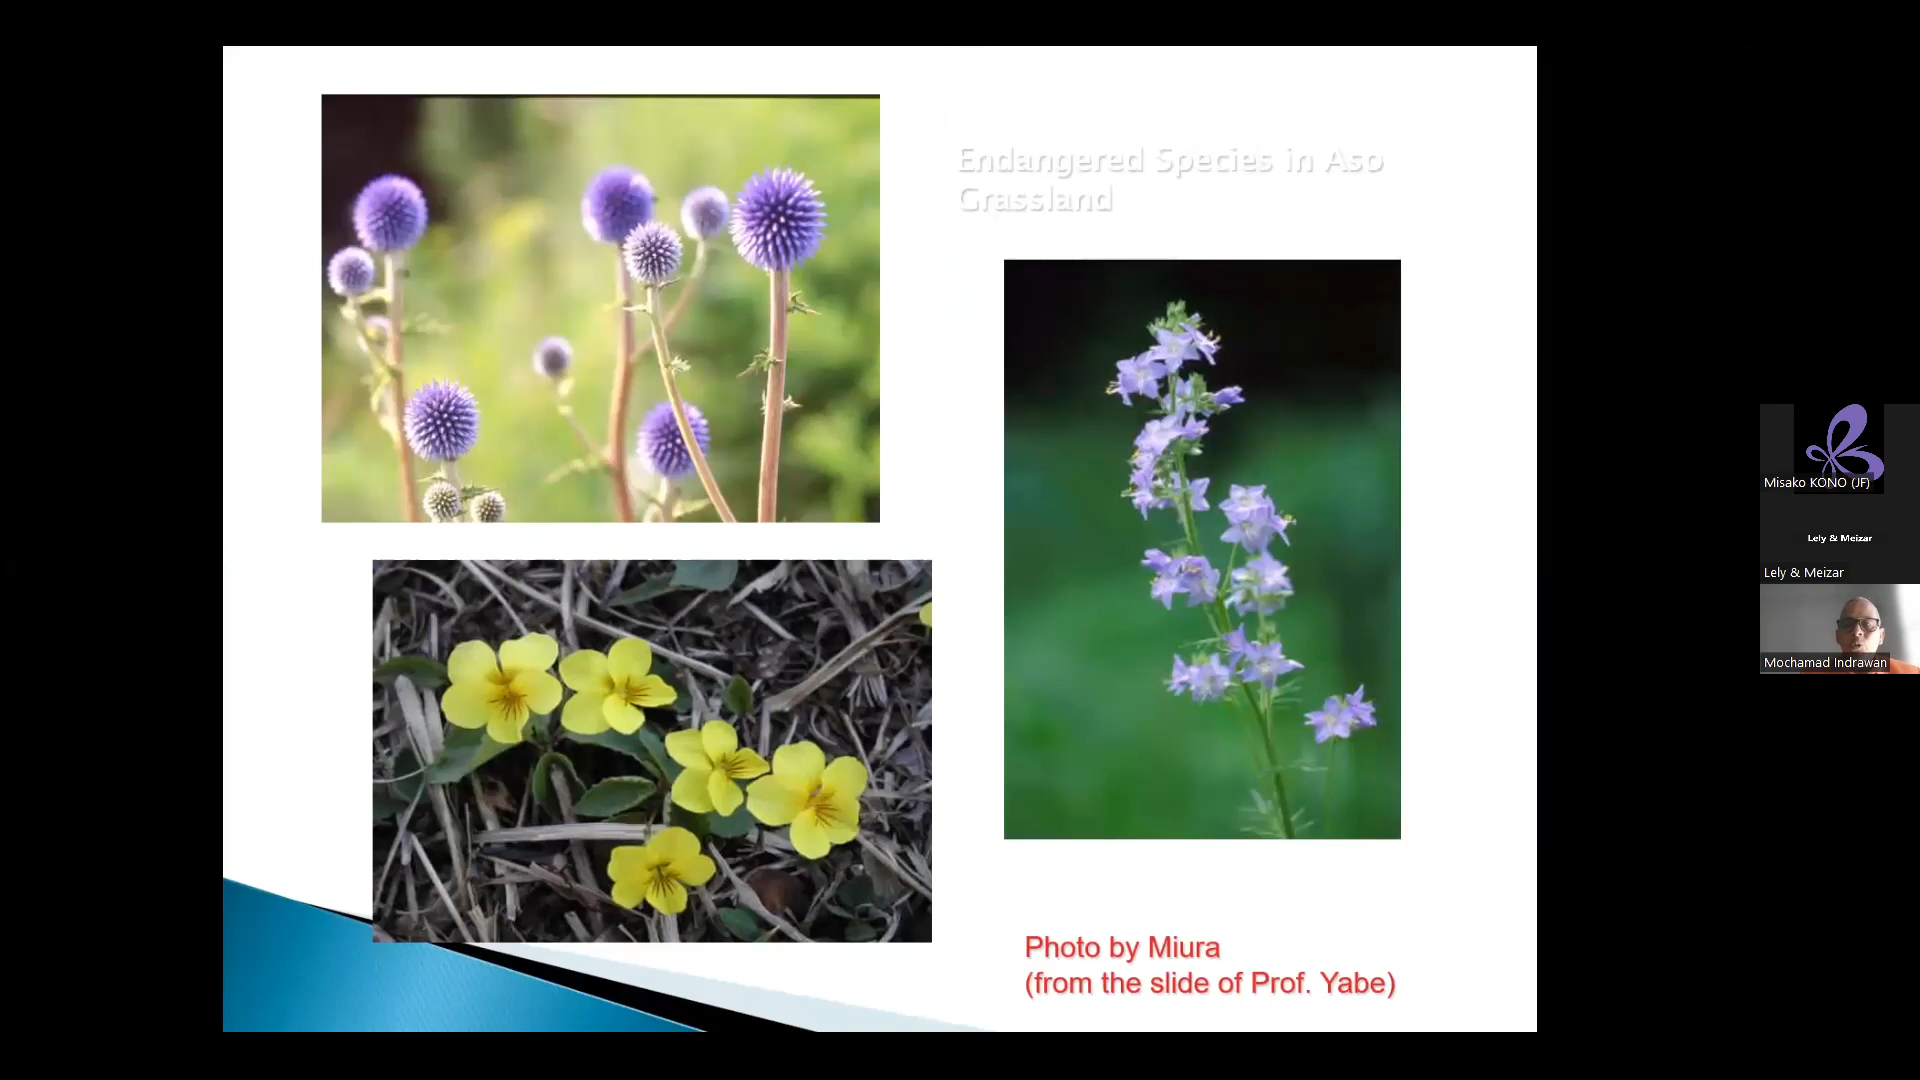 Endangered Species in Aso
Grassland
Photo by Miura
(from the slide of Prof. Yabe)
Misako KONO (JF)
Lely & Meizar
Lely & Meizar
Mochamad Indrawan